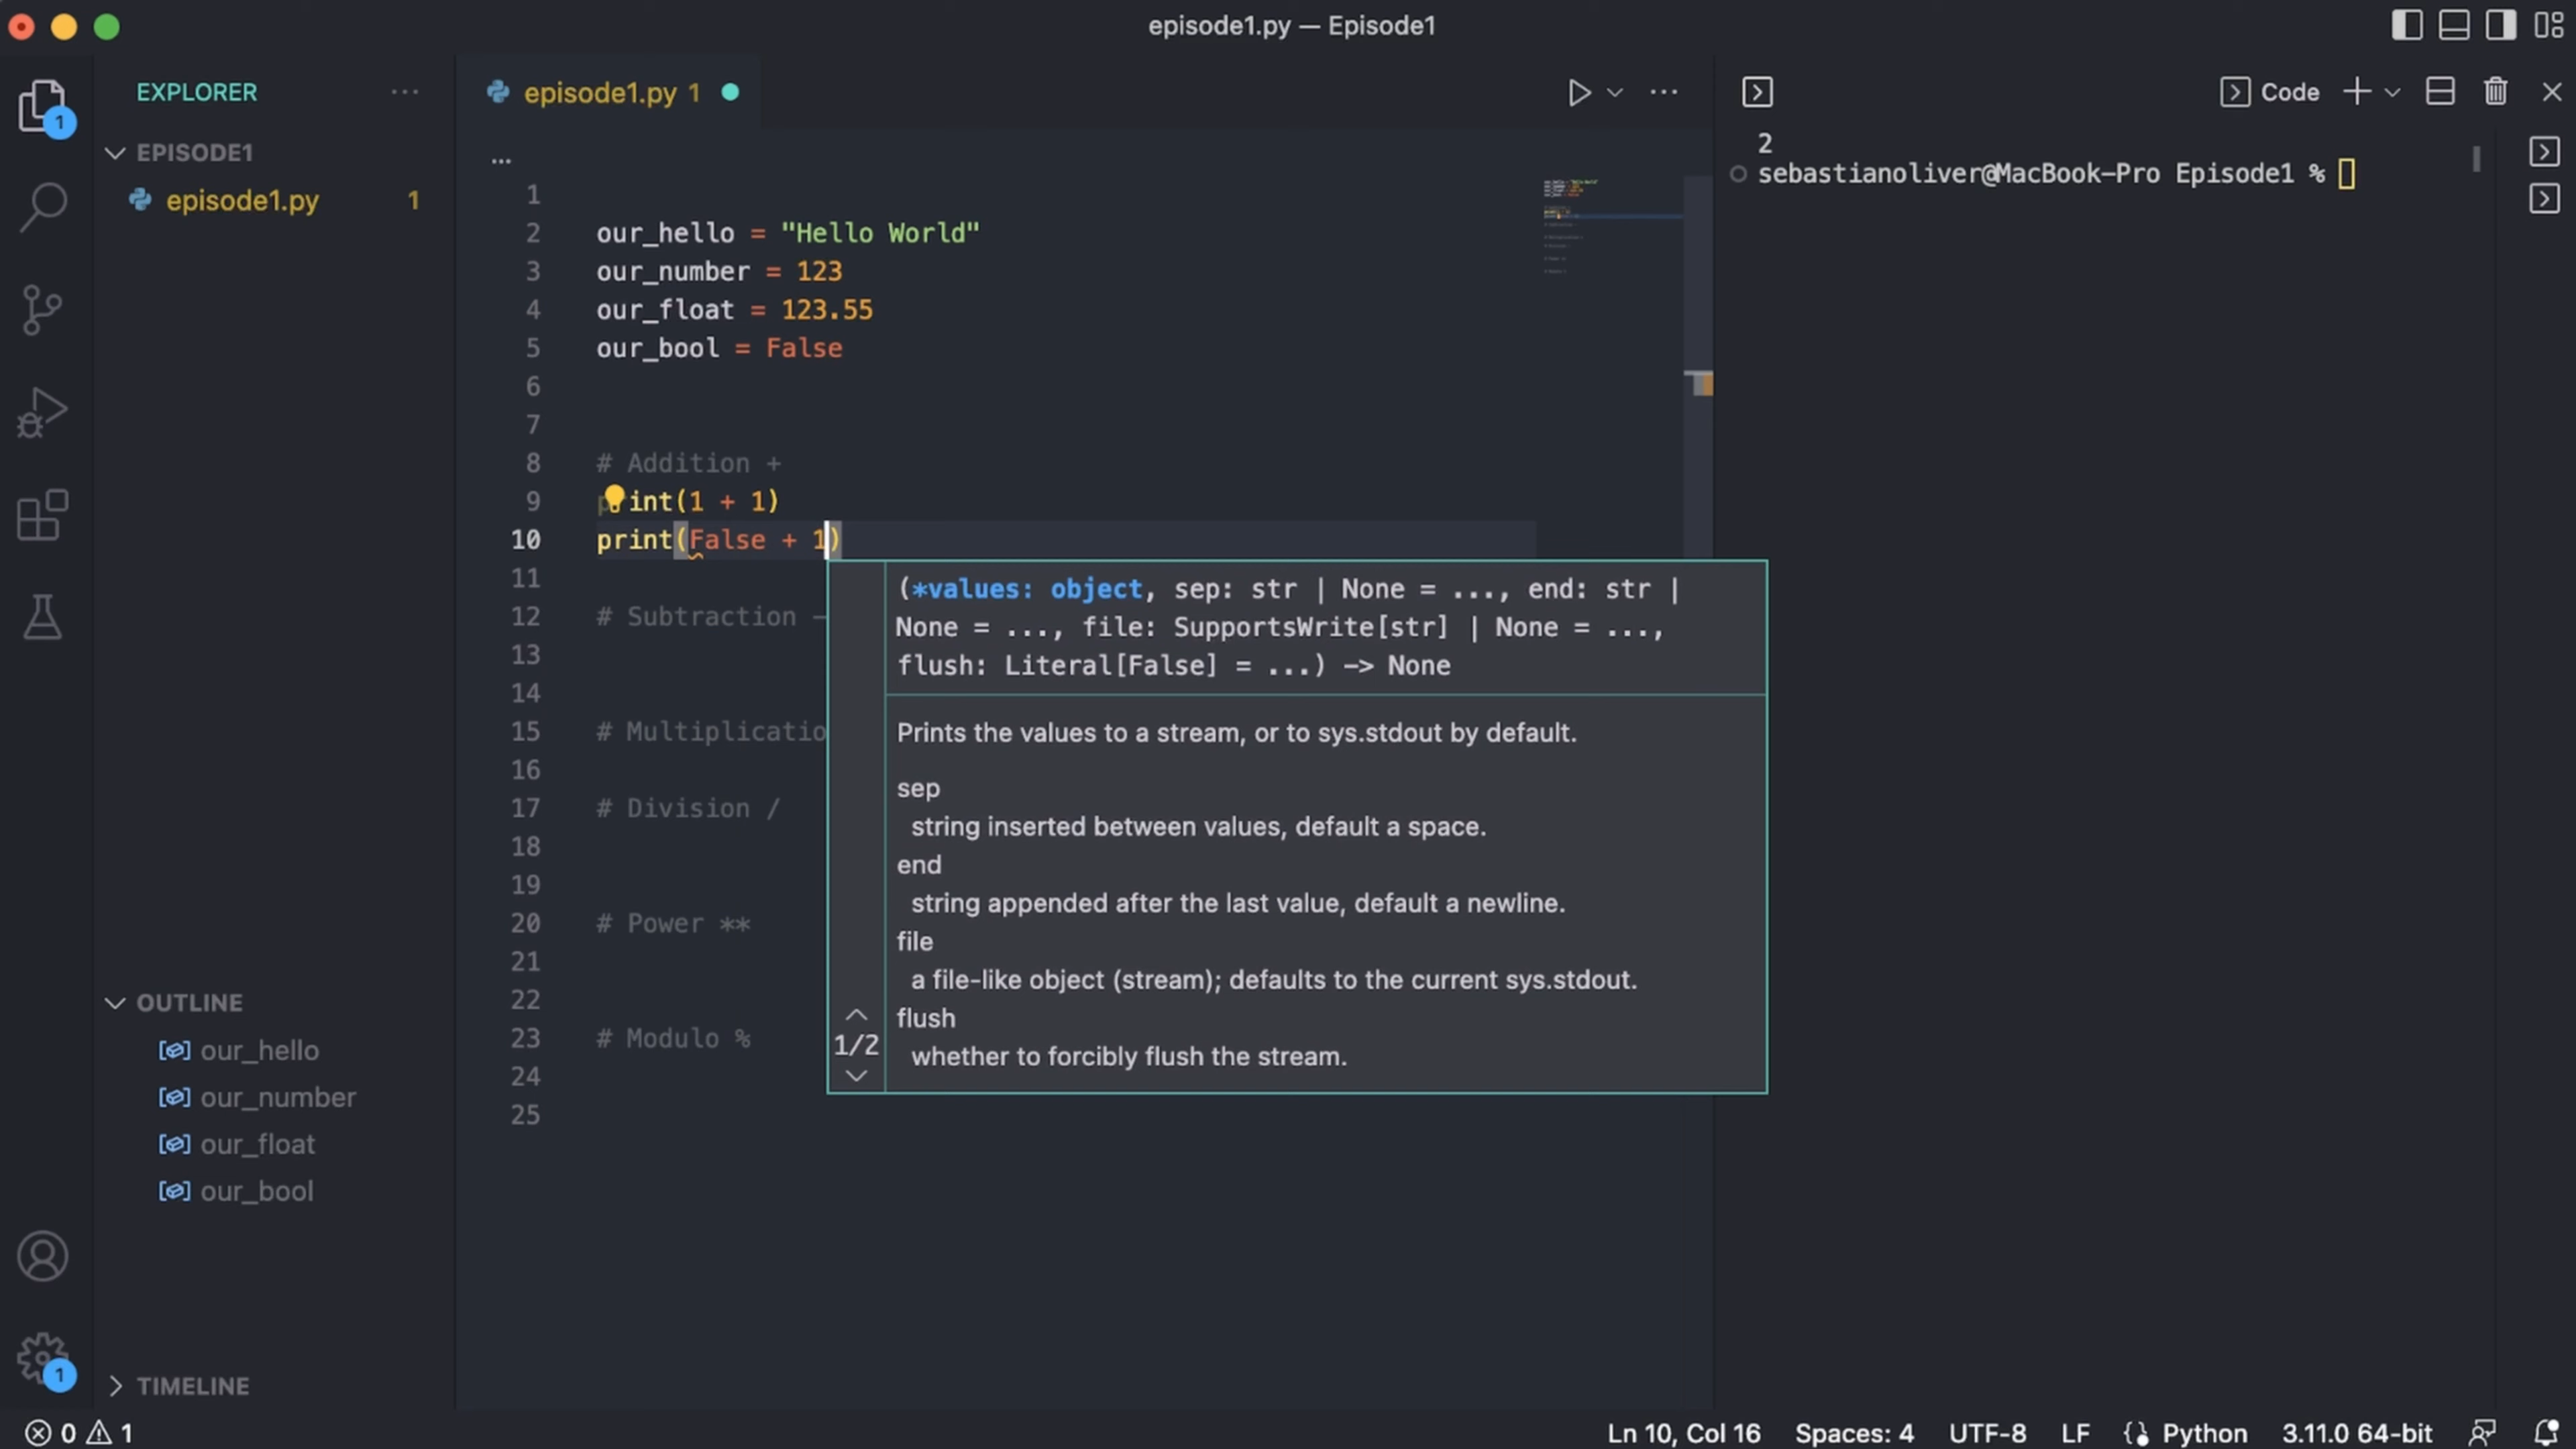 episode1.py — Episode1
EXPLORER
EPISODE1
episode1.py 1
1
OUTLINE
our_hello
our_number
our_float
our_bool
TIMELINE
1
episode1.py 1
...
1
2 our_hello = "Hello World"
3 our_number = 123
4 our_float = 123.55
5 our_bool = False
6
7
8 # Addition +
9 print(1 + 1)
10 print(False + 1)
11
12 # Subtraction -
13
14
15 # Multiplicatio
16
17 # Division /
18
19
20 # Power **
21
22
23 # Modulo %
24
25
(*values: object, sep: str | None = ..., end: str |
None = ..., file: SupportsWrite[str] | None = ...,
flush: Literal[False] = ...) -> None
Prints the values to a stream, or to sys.stdout by default.
sep
string inserted between values, default a space.
end
string appended after the last value, default a newline.
file
a file-like object (stream); defaults to the current sys.stdout.
flush
whether to forcibly flush the stream.
1/2
Code
2
sebastianoliver@MacBook-Pro Episode1 %
0 1
Ln 10, Col 16 Spaces: 4 UTF-8 LF Python 3.11.0 64-bit